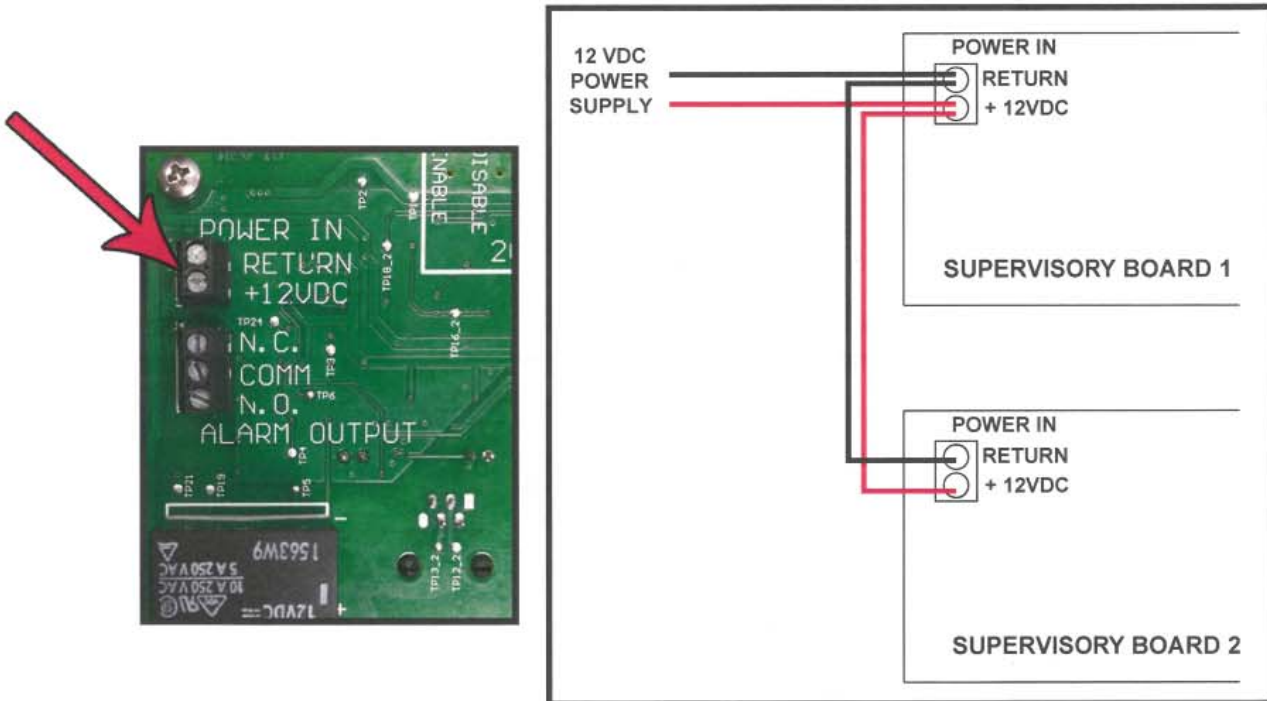 POWER IN
RETURN
+12VDC
N.C.
COMM
N.O.
ALARM OUTPUT
DISABLE
ENABLE
TP2
TP1
TP18_2
TP16_2
TP24
TP3
TP6
TP4
TP21
TP19
TP5
TP13_2
TP12_2
1563W9
5 A 250 VAC
10 A 250 VAC
12VDC
12 VDC
POWER
SUPPLY
POWER IN
RETURN
+ 12VDC
SUPERVISORY BOARD 1
POWER IN
RETURN
+ 12VDC
SUPERVISORY BOARD 2